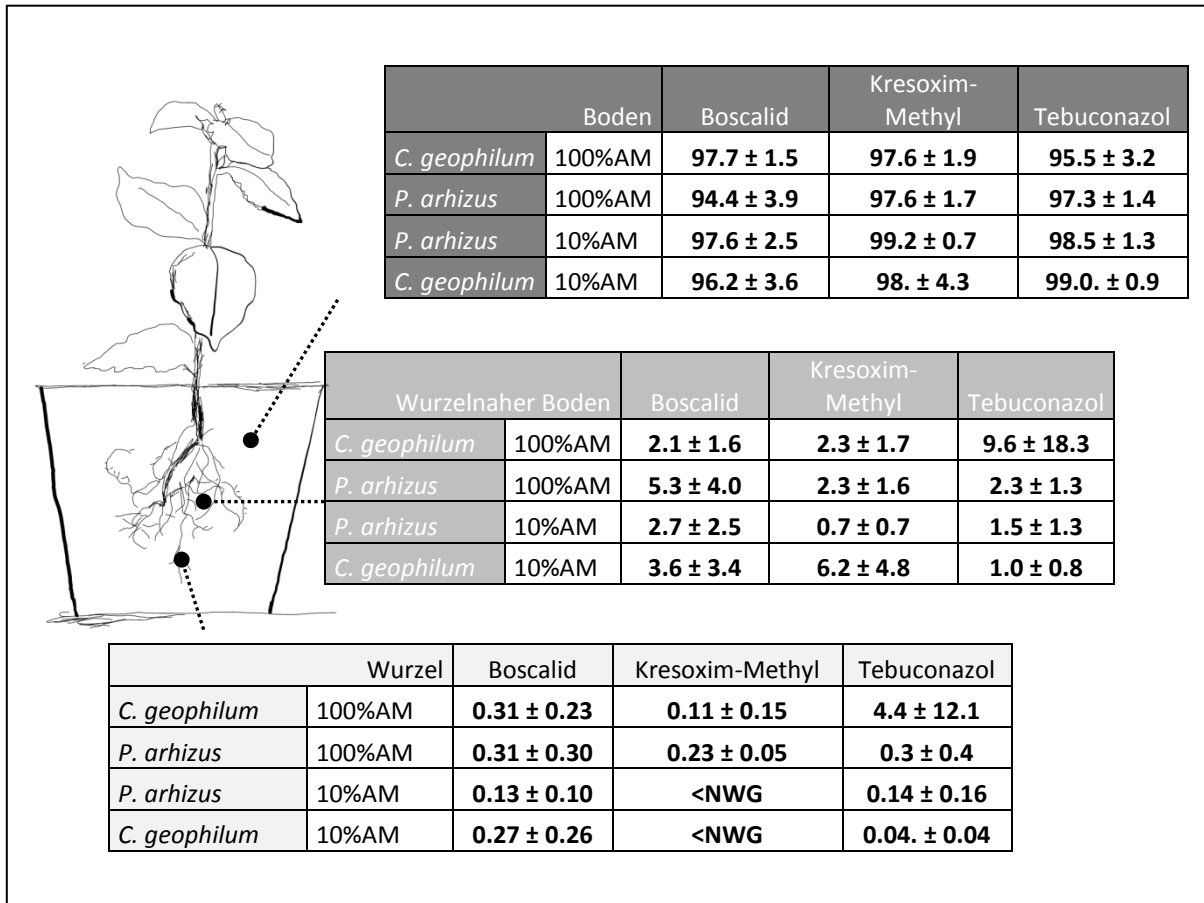 Boden Boscalid Kresoxim-Methyl Tebuconazol
C. geophilum 100%AM 97.7 ± 1.5 97.6 ± 1.9 95.5 ± 3.2
P. arhizus 100%AM 94.4 ± 3.9 97.6 ± 1.7 97.3 ± 1.4
P. arhizus 10%AM 97.6 ± 2.5 99.2 ± 0.7 98.5 ± 1.3
C. geophilum 10%AM 96.2 ± 3.6 98. ± 4.3 99.0. ± 0.9
Wurzelnaher Boden Boscalid Kresoxim-Methyl Tebuconazol
C. geophilum 100%AM 2.1 ± 1.6 2.3 ± 1.7 9.6 ± 18.3
P. arhizus 100%AM 5.3 ± 4.0 2.3 ± 1.6 2.3 ± 1.3
P. arhizus 10%AM 2.7 ± 2.5 0.7 ± 0.7 1.5 ± 1.3
C. geophilum 10%AM 3.6 ± 3.4 6.2 ± 4.8 1.0 ± 0.8
Wurzel Boscalid Kresoxim-Methyl Tebuconazol
C. geophilum 100%AM 0.31 ± 0.23 0.11 ± 0.15 4.4 ± 12.1
P. arhizus 100%AM 0.31 ± 0.30 0.23 ± 0.05 0.3 ± 0.4
P. arhizus 10%AM 0.13 ± 0.10 <NWG 0.14 ± 0.16
C. geophilum 10%AM 0.27 ± 0.26 <NWG 0.04. ± 0.04